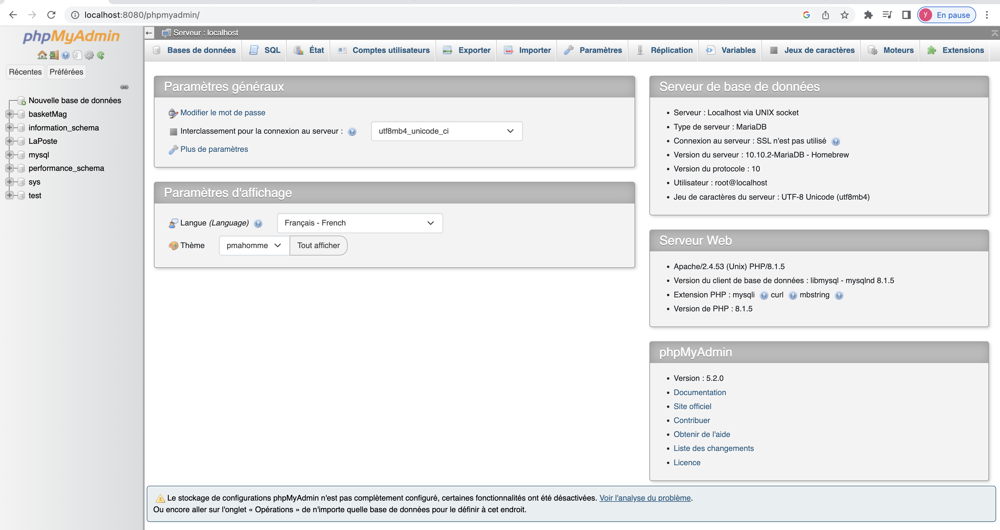 localhost:8080/phpmyadmin/
y En pause
phpMyAdmin
Récentes Préférées
Nouvelle base de données
basketMag
information_schema
LaPoste
mysql
performance_schema
sys
test
Serveur : localhost
Bases de données SQL État Comptes utilisateurs Exporter Importer Paramètres Réplication Variables Jeux de caractères Moteurs Extensions
Paramètres généraux
Modifier le mot de passe
Interclassement pour la connexion au serveur : utf8mb4_unicode_ci
Plus de paramètres
Paramètres d'affichage
Langue (Language) Français - French
Thème pmahomme Tout afficher
Serveur de base de données
• Serveur : Localhost via UNIX socket
• Type de serveur : MariaDB
• Connexion au serveur : SSL n'est pas utilisé
• Version du serveur : 10.10.2-MariaDB - Homebrew
• Version du protocole : 10
• Utilisateur : root@localhost
• Jeu de caractères du serveur : UTF-8 Unicode (utf8mb4)
Serveur Web
• Apache/2.4.53 (Unix) PHP/8.1.5
• Version du client de base de données : libmysql - mysqlnd 8.1.5
• Extension PHP : mysqli curl mbstring
• Version de PHP : 8.1.5
phpMyAdmin
• Version : 5.2.0
• Documentation
• Site officiel
• Contribuer
• Obtenir de l'aide
• Liste des changements
• Licence
Le stockage de configurations phpMyAdmin n'est pas complètement configuré, certaines fonctionnalités ont été désactivées. Voir l'analyse du problème.
Ou encore aller sur l'onglet « Opérations » de n'importe quelle base de données pour le définir à cet endroit.